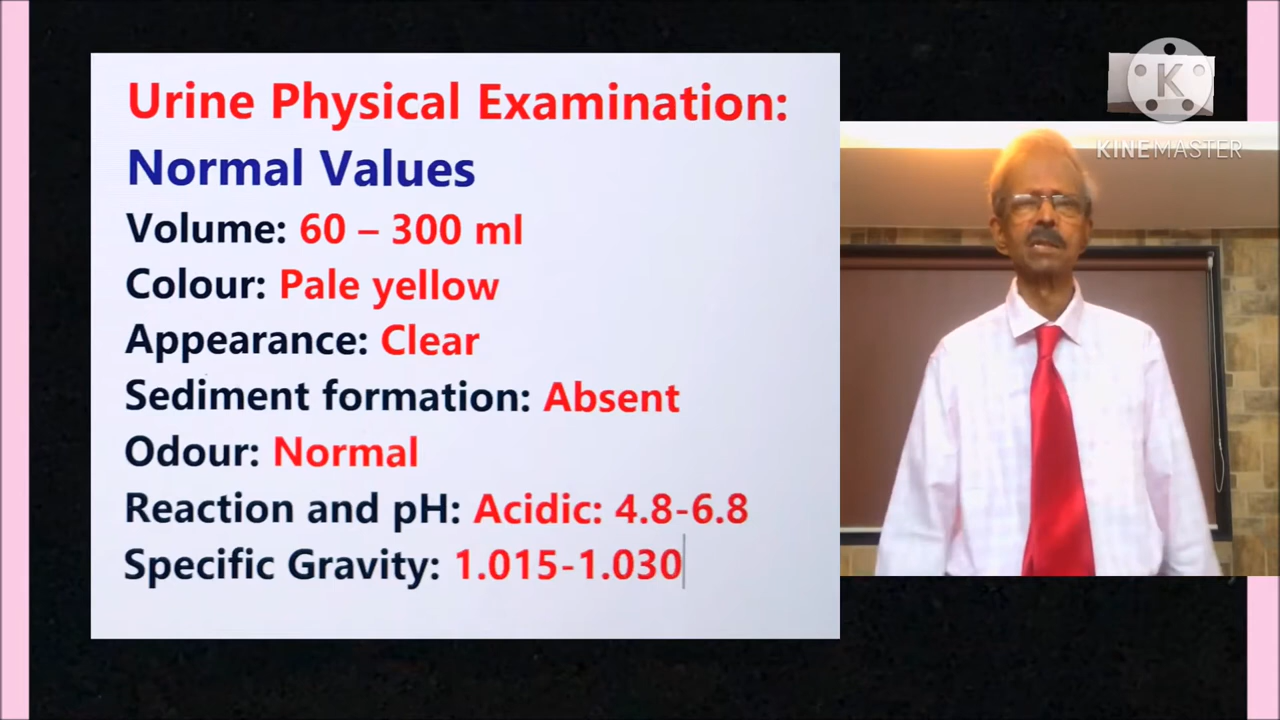 Urine Physical Examination:
Normal Values
Volume: 60 – 300 ml
Colour: Pale yellow
Appearance: Clear
Sediment formation: Absent
Odour: Normal
Reaction and pH: Acidic: 4.8-6.8
Specific Gravity: 1.015-1.030
K
KINEMASTER